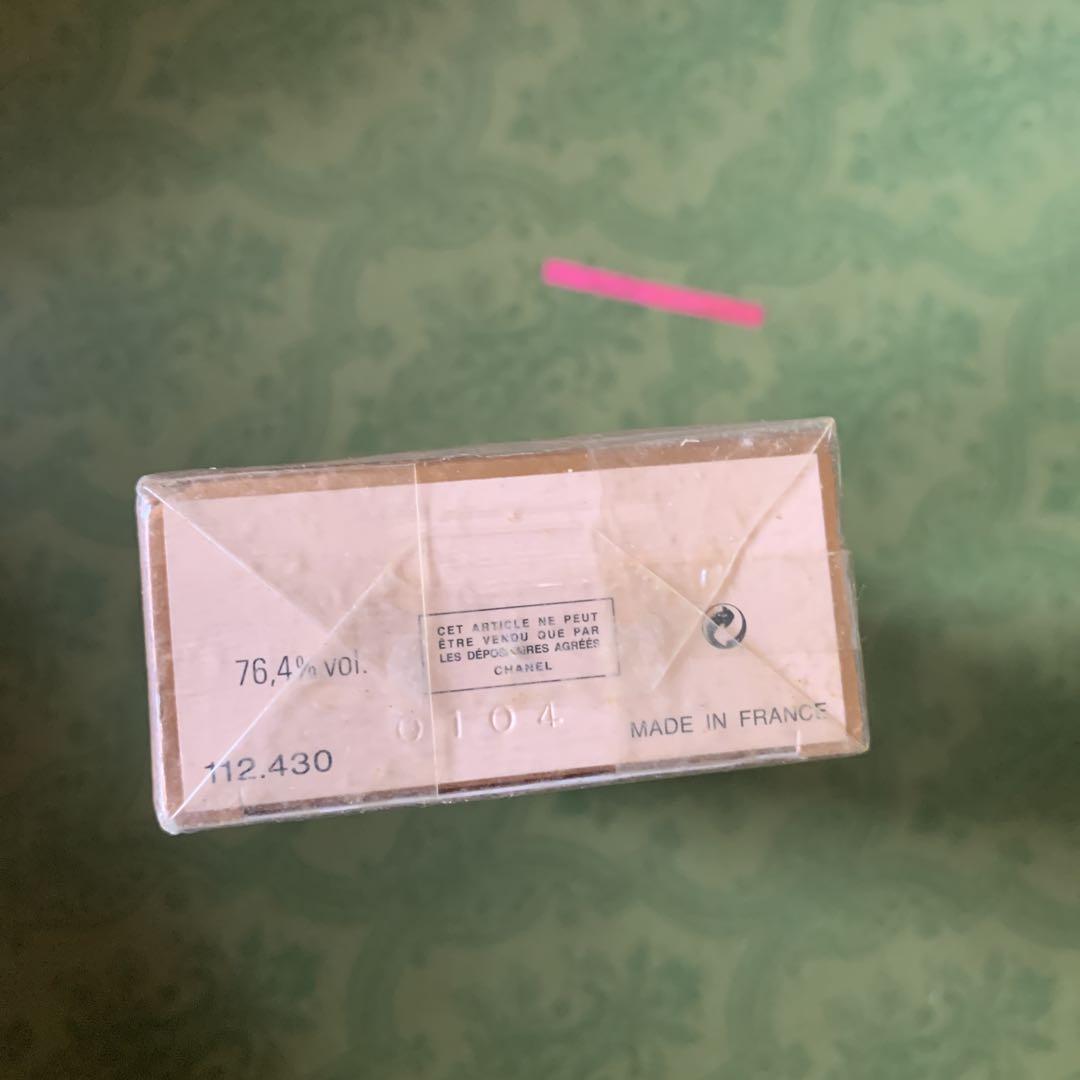 CET ARTICLE NE PEUT
ÊTRE VENDU QUE PAR
LES DÉPOSITAIRES AGRÉÉS
CHANEL
76,4% vol.
0104
MADE IN FRANCE
112.430